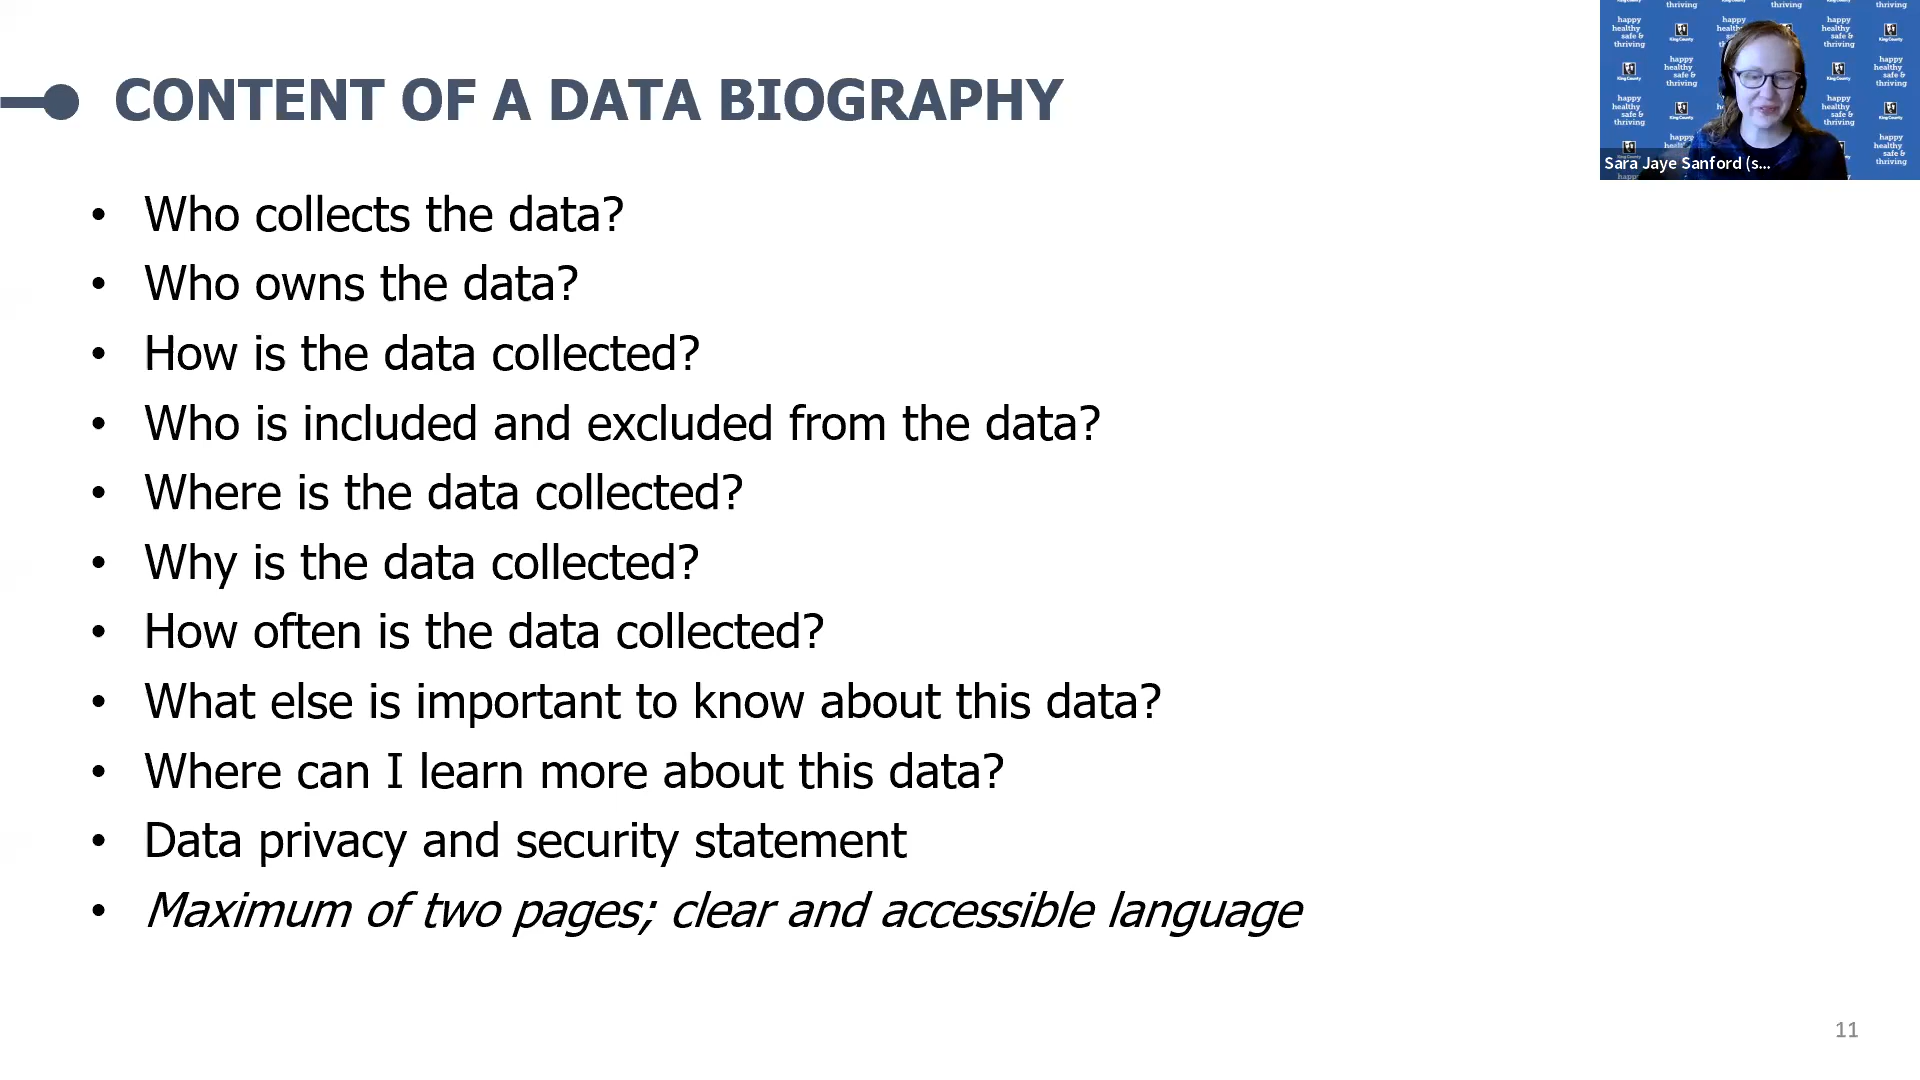 CONTENT OF A DATA BIOGRAPHY
• Who collects the data?
• Who owns the data?
• How is the data collected?
• Who is included and excluded from the data?
• Where is the data collected?
• Why is the data collected?
• How often is the data collected?
• What else is important to know about this data?
• Where can I learn more about this data?
• Data privacy and security statement
• Maximum of two pages; clear and accessible language
11
thriving
happy
healthy
safe &
thriving
King County
Sara Jaye Sanford (s...